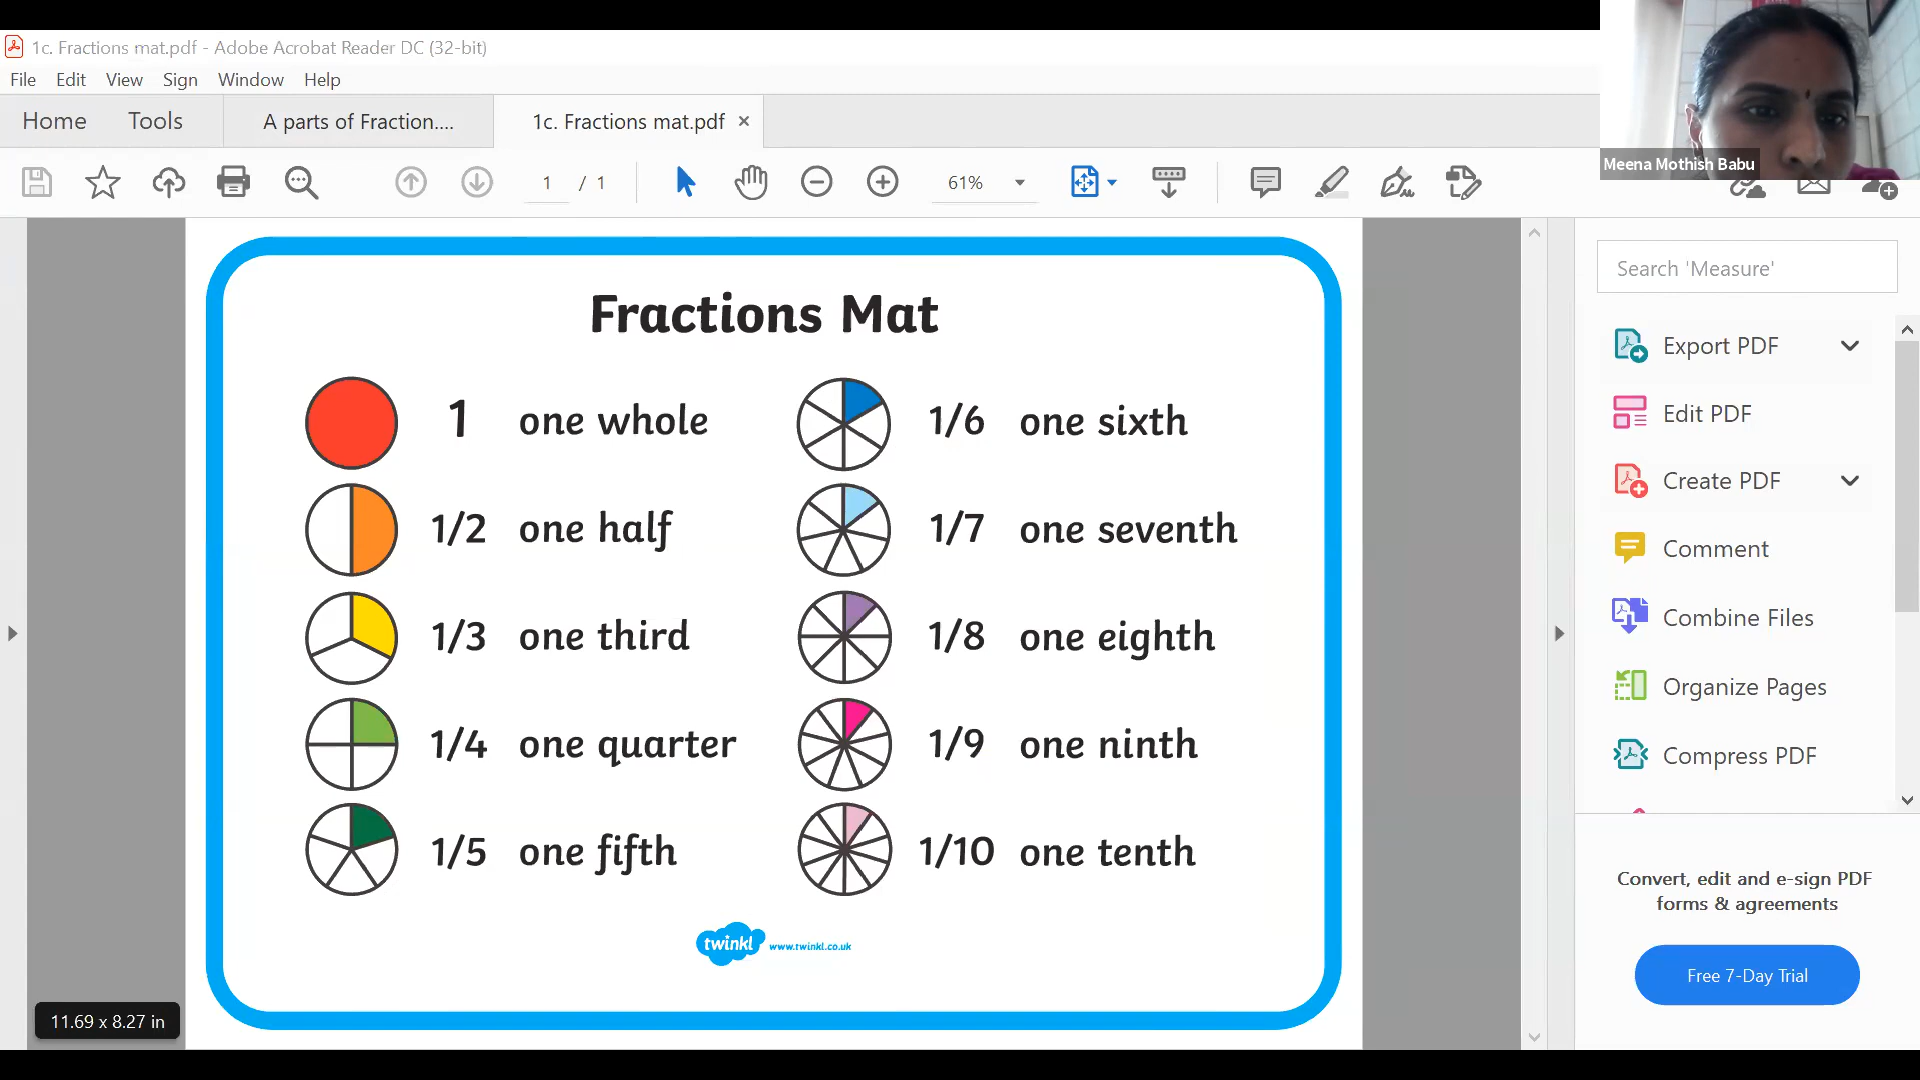 1c. Fractions mat.pdf - Adobe Acrobat Reader DC (32-bit)
File Edit View Sign Window Help
Home Tools A parts of Fraction.... 1c. Fractions mat.pdf ×
Meena Mothish Babu
1 / 1 61%
Search 'Measure'
Fractions Mat
1 one whole
1/2 one half
1/3 one third
1/4 one quarter
1/5 one fifth
1/6 one sixth
1/7 one seventh
1/8 one eighth
1/9 one ninth
1/10 one tenth
twinkl www.twinkl.co.uk
11.69 x 8.27 in
Export PDF
Edit PDF
Create PDF
Comment
Combine Files
Organize Pages
Compress PDF
Convert, edit and e-sign PDF
forms & agreements
Free 7-Day Trial